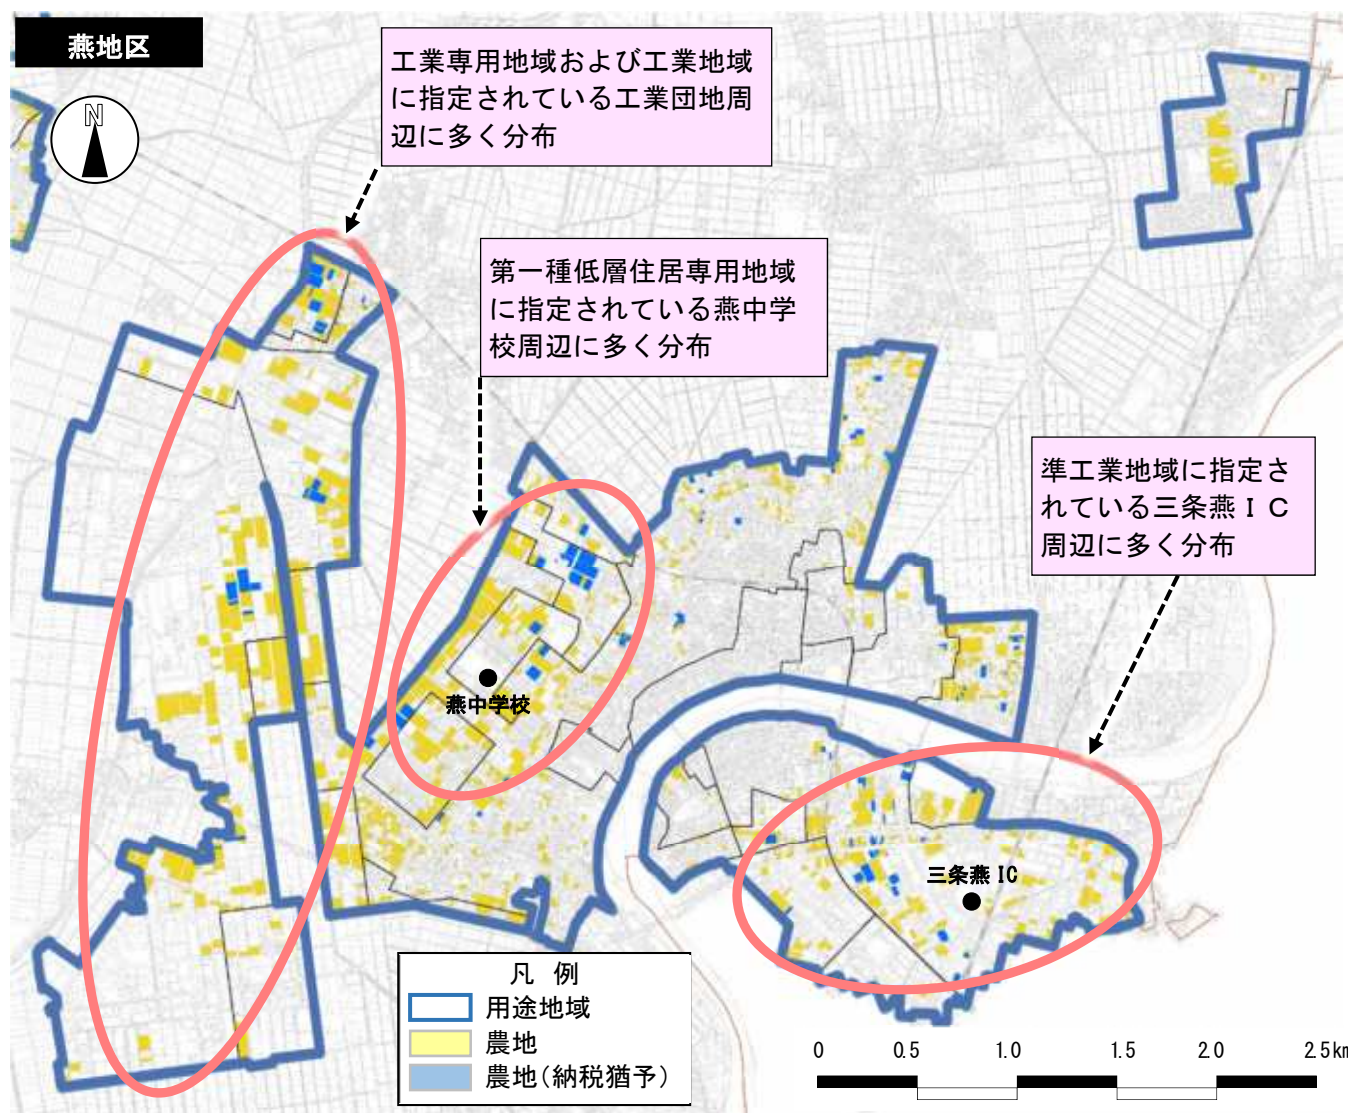 燕地区
N
工業専用地域および工業地域
に指定されている工業団地周
辺に多く分布
第一種低層住居専用地域
に指定されている燕中学
校周辺に多く分布
準工業地域に指定さ
れている三条燕IC
周辺に多く分布
燕中学校
三条燕IC
凡 例
用途地域
農地
農地(納税猶予)
0 0.5 1.0 1.5 2.0 2.5km